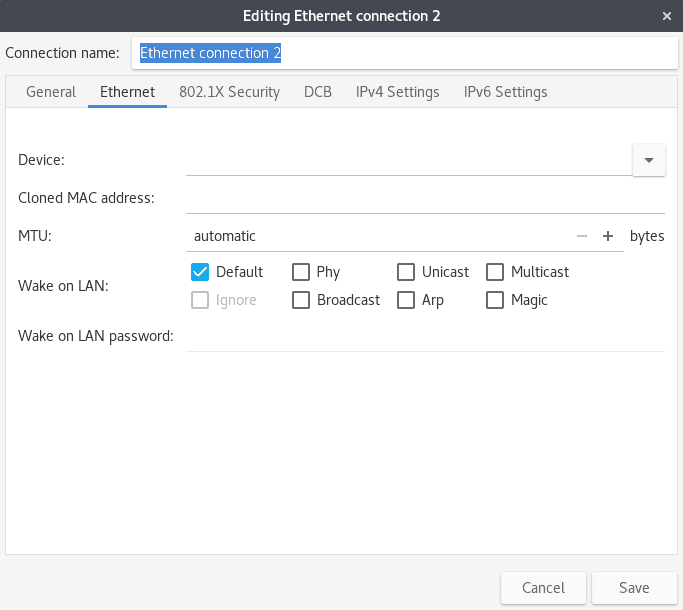 Editing Ethernet connection 2
Connection name: Ethernet connection 2
General Ethernet 802.1X Security DCB IPv4 Settings IPv6 Settings
Device:
Cloned MAC address:
MTU: automatic bytes
Default Phy Unicast Multicast
Wake on LAN:
Ignore Broadcast Arp Magic
Wake on LAN password:
Cancel Save